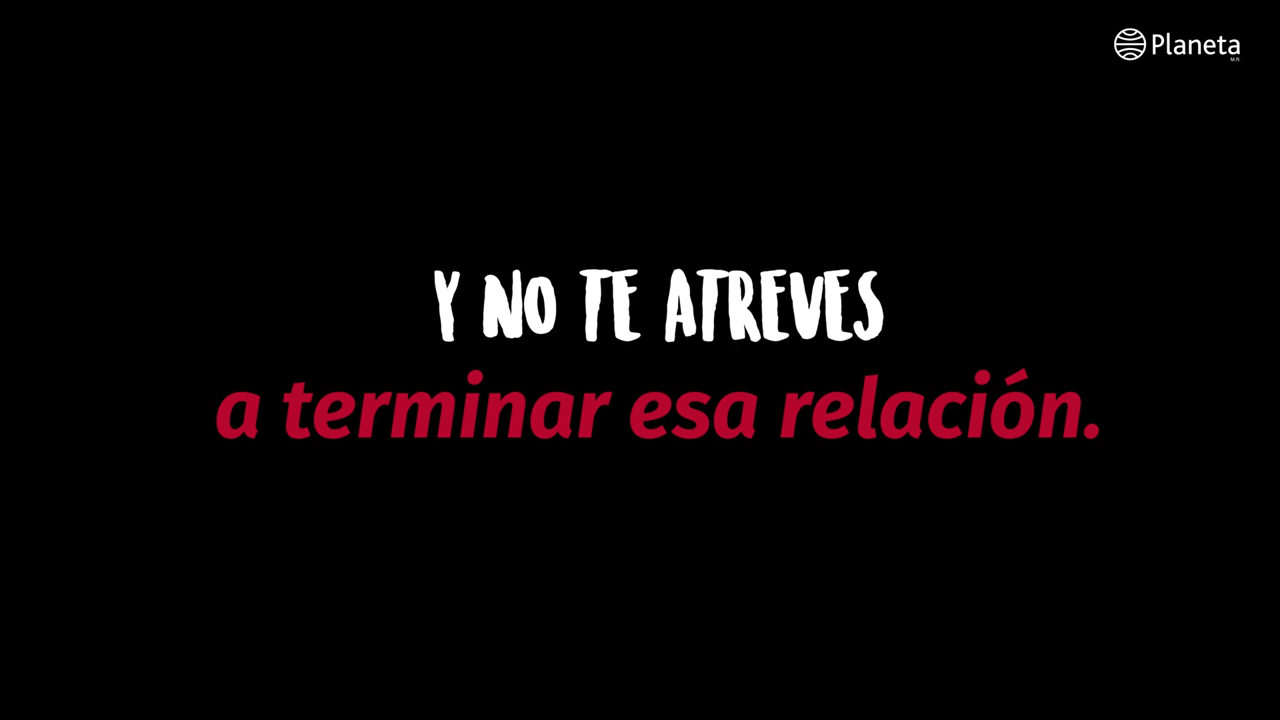 Planeta
M.R.
Y NO TE ATREVES
a terminar esa relación.